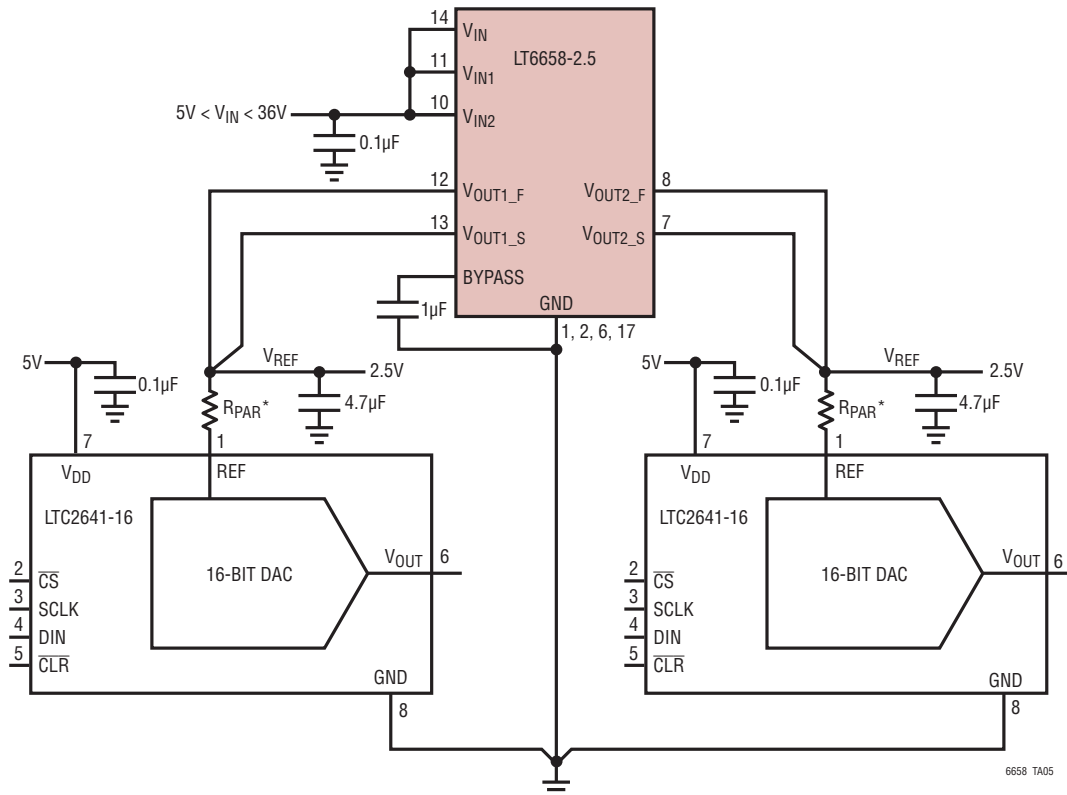 14
V_IN
LT6658-2.5
11
V_IN1
5V < V_IN < 36V
10
V_IN2
0.1µF
12
V_OUT1_F
V_OUT2_F
8
13
V_OUT1_S
V_OUT2_S
7
BYPASS
1µF
GND
1, 2, 6, 17
5V
V_REF
2.5V
0.1µF
R_PAR*
4.7µF
7
1
V_DD
REF
LTC2641-16
V_OUT
6
16-BIT DAC
2
CS
3
SCLK
4
DIN
5
CLR
GND
8
5V
V_REF
2.5V
0.1µF
R_PAR*
4.7µF
7
1
V_DD
REF
LTC2641-16
V_OUT
6
16-BIT DAC
2
CS
3
SCLK
4
DIN
5
CLR
GND
8
6658 TA05